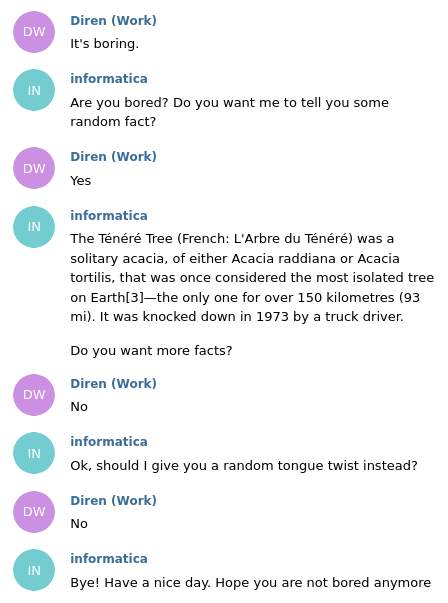 DW
Diren (Work)
It's boring.
IN
informatica
Are you bored? Do you want me to tell you some
random fact?
DW
Diren (Work)
Yes
IN
informatica
The Ténéré Tree (French: L'Arbre du Ténéré) was a
solitary acacia, of either Acacia raddiana or Acacia
tortilis, that was once considered the most isolated tree
on Earth[3]—the only one for over 150 kilometres (93
mi). It was knocked down in 1973 by a truck driver.
Do you want more facts?
DW
Diren (Work)
No
IN
informatica
Ok, should I give you a random tongue twist instead?
DW
Diren (Work)
No
IN
informatica
Bye! Have a nice day. Hope you are not bored anymore